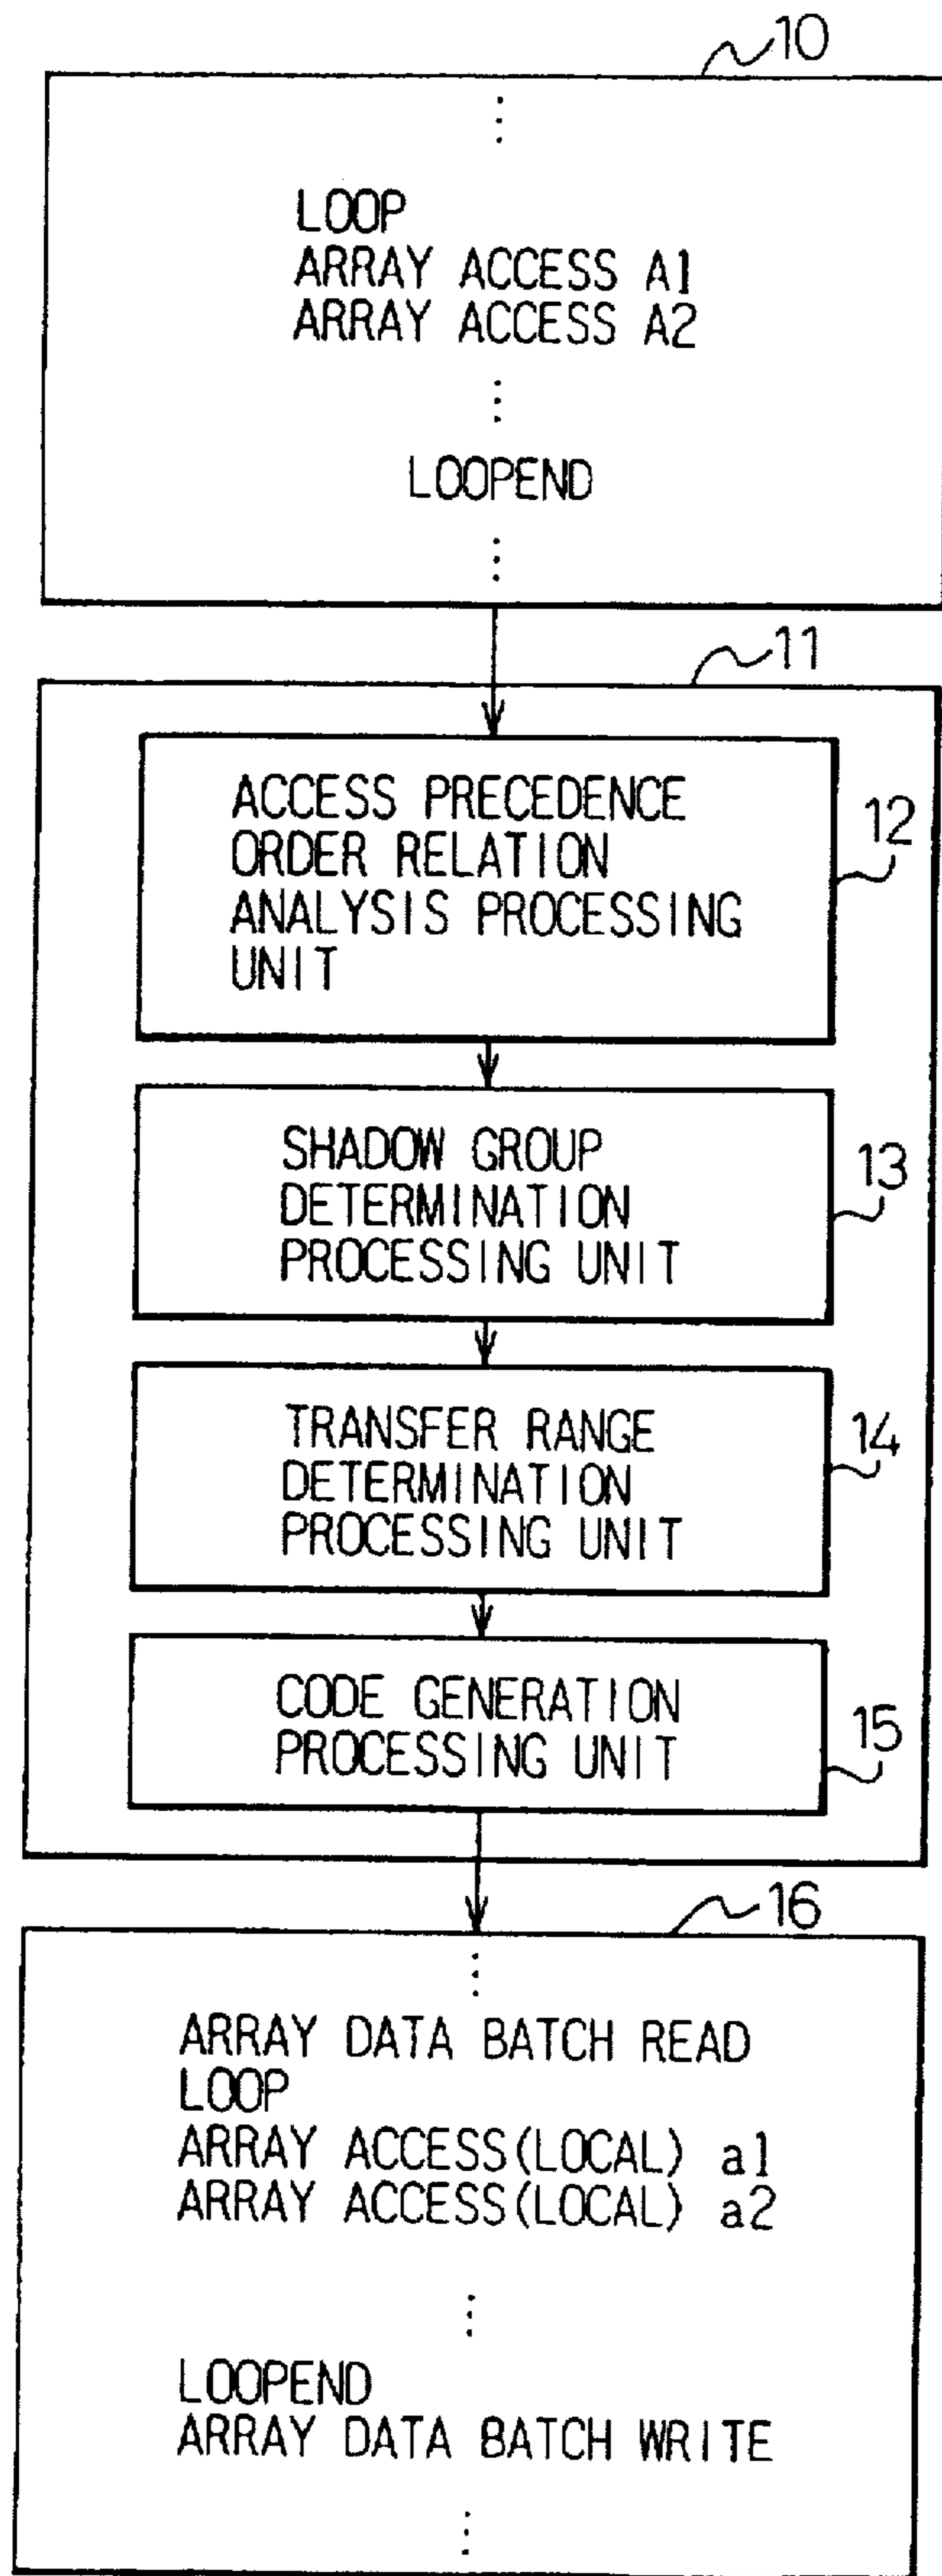 10
⋮
LOOP
ARRAY ACCESS A1
ARRAY ACCESS A2
⋮
LOOPEND
⋮
11
ACCESS PRECEDENCE
ORDER RELATION
ANALYSIS PROCESSING
UNIT
12
SHADOW GROUP
DETERMINATION
PROCESSING UNIT
13
TRANSFER RANGE
DETERMINATION
PROCESSING UNIT
14
CODE GENERATION
PROCESSING UNIT
15
16
⋮
ARRAY DATA BATCH READ
LOOP
ARRAY ACCESS(LOCAL) a1
ARRAY ACCESS(LOCAL) a2
⋮
LOOPEND
ARRAY DATA BATCH WRITE
⋮